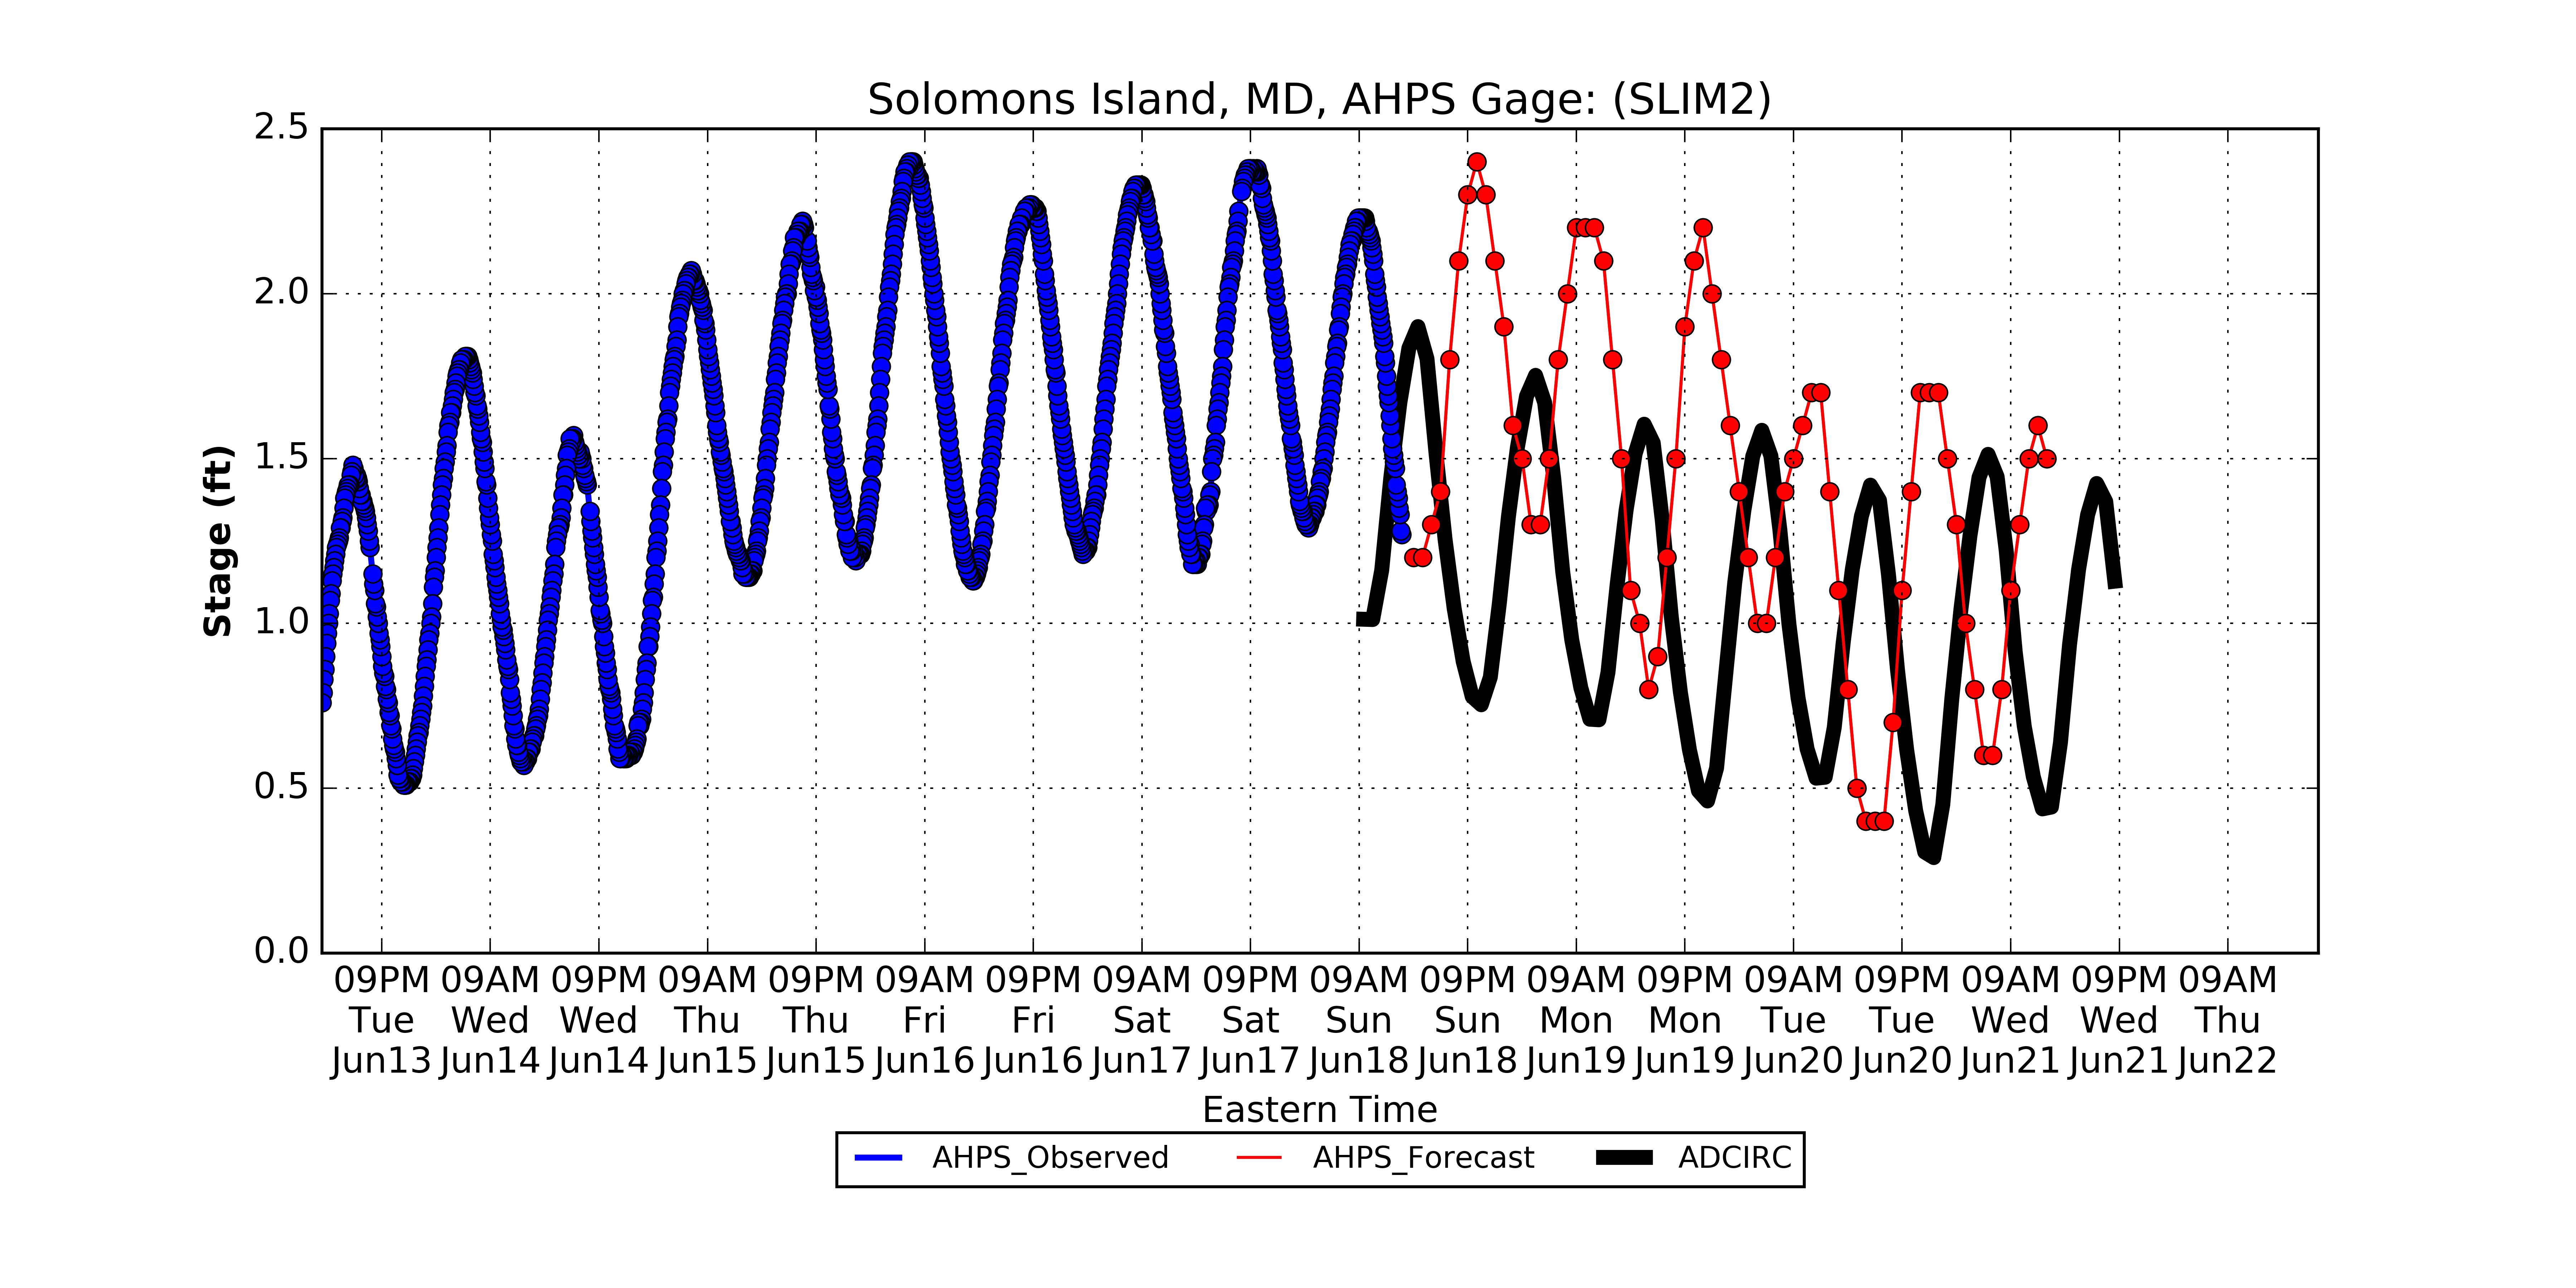 Solomons Island, MD, AHPS Gage: (SLIM2)
Stage (ft)
2.5
2.0
1.5
1.0
0.5
0.0
09PM 09AM 09PM 09AM 09PM 09AM 09PM 09AM 09PM 09AM 09PM 09AM 09PM 09AM 09PM 09AM 09PM 09AM
Tue Wed Wed Thu Thu Fri Fri Sat Sat Sun Sun Mon Mon Tue Tue Wed Wed Thu
Jun13 Jun14 Jun14 Jun15 Jun15 Jun16 Jun16 Jun17 Jun17 Jun18 Jun18 Jun19 Jun19 Jun20 Jun20 Jun21 Jun21 Jun22
Eastern Time
AHPS_Observed AHPS_Forecast ADCIRC